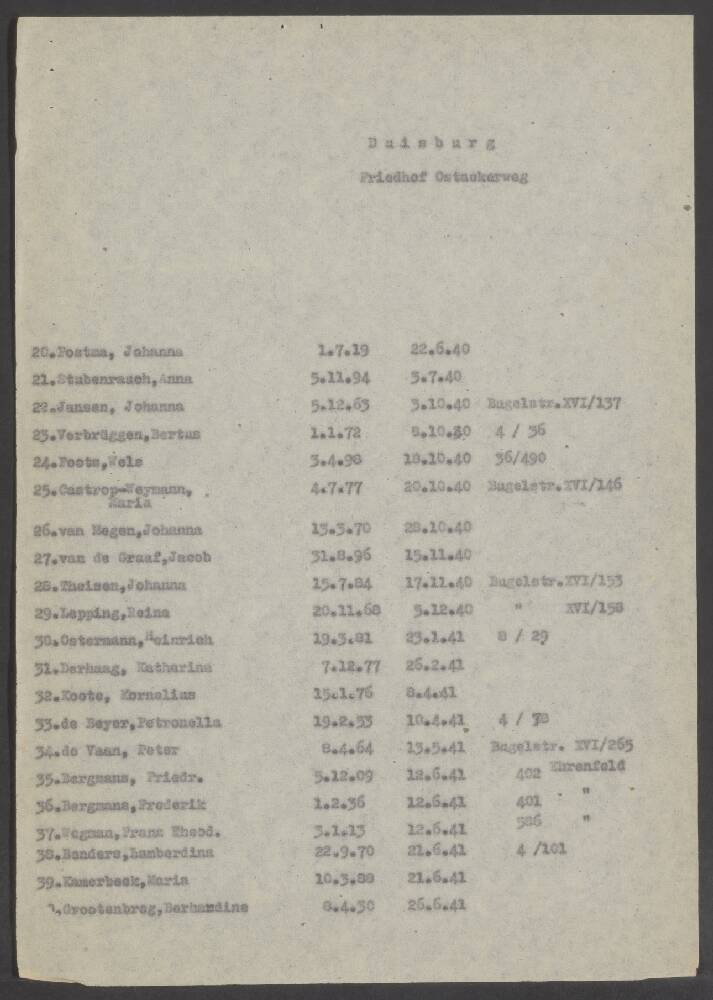 Duisburg
Friedhof Ostackerweg
20.Postma, Johanna 1.7.19 22.6.40
21.Stubenrauch,Anna 5.11.94 3.7.40
22.Jansen, Johanna 5.12.63 3.10.40 Bugelstr.XVI/137
23.Verbrüggen,Bertus 1.1.72 8.10.30 4 / 36
24.Foots,Wels 3.4.98 18.10.40 36/490
25.Castrop-Weymann, 4.7.77 20.10.40 Bugelstr.XVI/146
Maria
26.van Megen,Johanna 13.3.70 28.10.40
27.van de Graaf,Jacob 31.8.96 15.11.40
28.Theisen,Johanna 15.7.84 17.11.40 Bugelstr.XVI/153
29.Lepping,Reina 20.11.68 5.12.40 " XVI/158
30.Ostermann,Heinrich 19.3.81 23.1.41 8 / 29
31.Derhaag, Katharina 7.12.77 26.2.41
32.Koote, Kornelius 15.1.76 8.4.41
33.de Beyer,Petronella 19.2.53 10.4.41 4 / 78
34.de Vaan, Peter 8.4.64 13.5.41 Bugelstr. XVI/265
35.Bergmans, Friedr. 5.12.09 12.6.41 402 Ehrenfeld
36.Bergmans,Frederik 1.2.36 12.6.41 401 "
37.Wegman,Frans Theod. 3.1.13 12.6.41 586 "
38.Benders,Lamberdina 22.9.70 21.6.41 4 /101
39.Kamerbeek,Maria 10.3.88 21.6.41
Grootenbrag,Berhardine 8.4.30 26.6.41